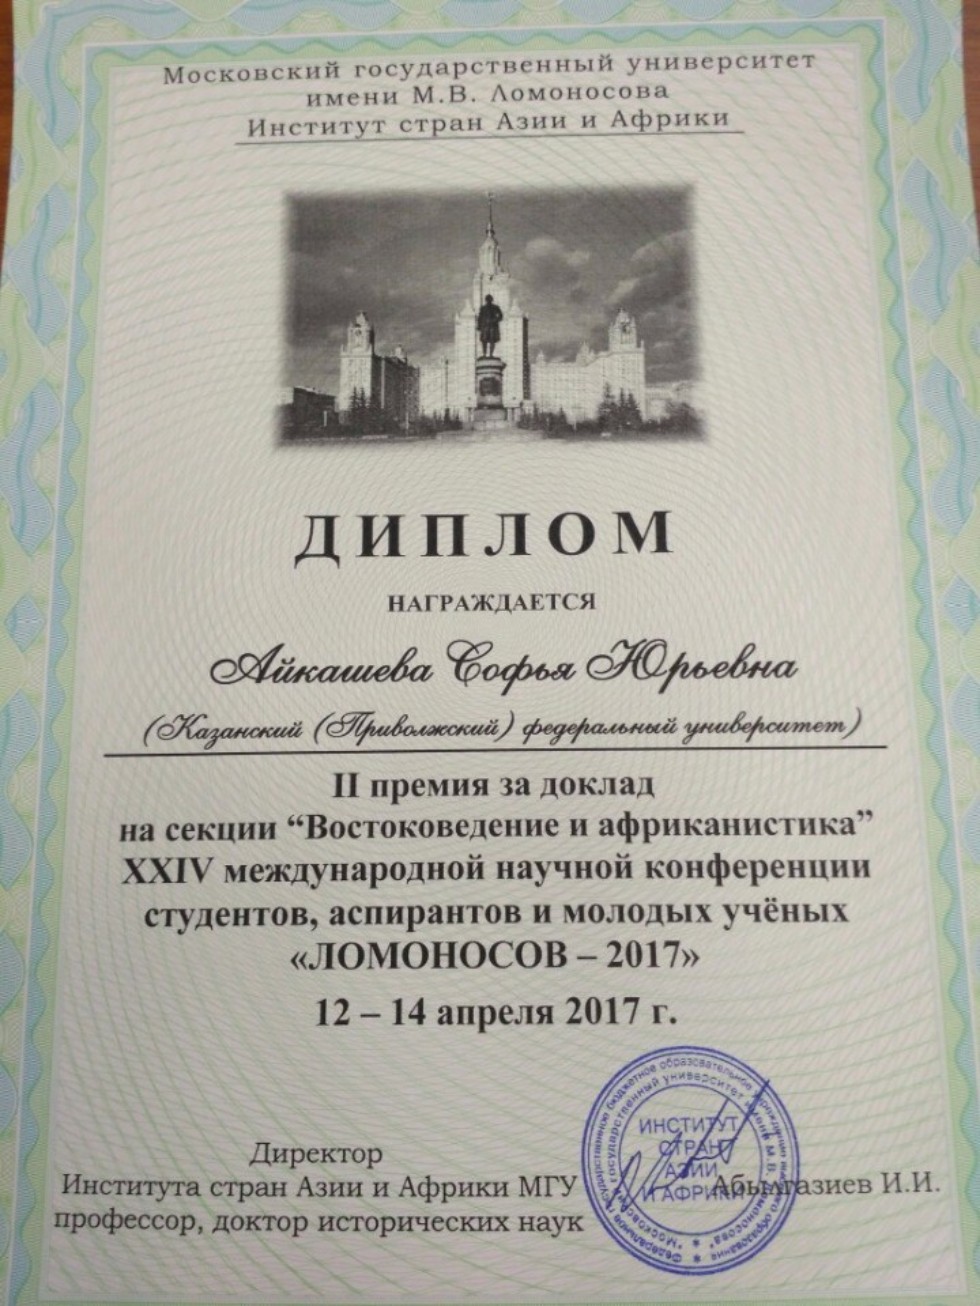 Московский государственный университет
имени М.В. Ломоносова
Институт стран Азии и Африки
ДИПЛОМ
НАГРАЖДАЕТСЯ
Айкашева Софья Юрьевна
(Казанский (Приволжский) федеральный университет)
II премия за доклад
на секции “Востоковедение и африканистика”
XXIV международной научной конференции
студентов, аспирантов и молодых учёных
«ЛОМОНОСОВ – 2017»
12 – 14 апреля 2017 г.
Директор
Института стран Азии и Африки МГУ
профессор, доктор исторических наук
Абылгазиев И.И.
ИНСТИТУТ
СТРАН
АЗИИ
И АФРИКИ